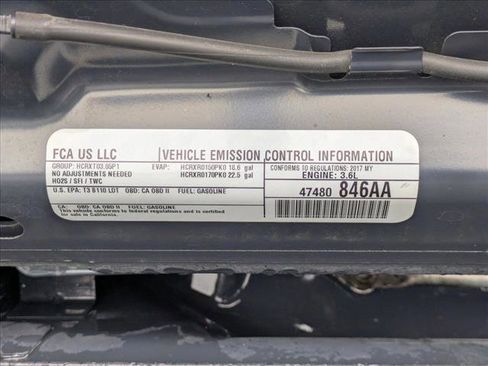 FCA US LLC VEHICLE EMISSION CONTROL INFORMATION
GROUP: HCRXT03.65P1 EVAP: HCRXR0150PK0 18.6 gal CONFORMS TO REGULATIONS: 2017 MY
NO ADJUSTMENTS NEEDED HCRXR0170PK0 22.5 gal ENGINE: 3.6L
HO2S / SFI / TWC
U.S. EPA: T3 B110 LDT OBD: CA OBD II FUEL: GASOLINE 47480 846AA
CA: OBD: CA OBD II FUEL: GASOLINE
This vehicle conforms to federal regulations and is certified
for sale in California.